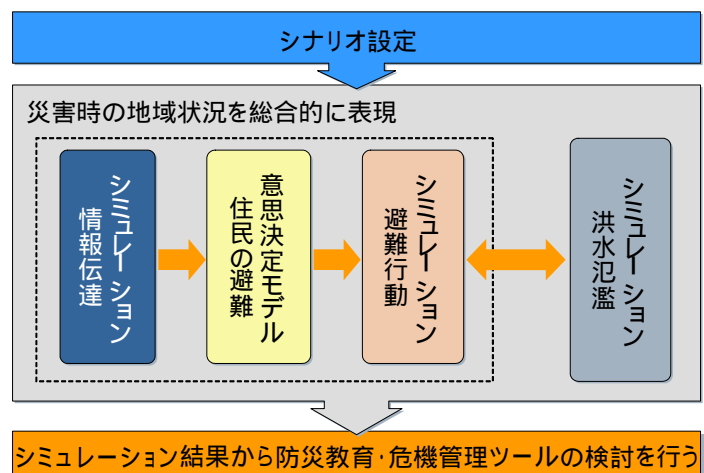 シナリオ設定
災害時の地域状況を総合的に表現
情報伝達
シミュレーション
住民の避難
意思決定モデル
避難行動
シミュレーション
洪水氾濫
シミュレーション
シミュレーション結果から防災教育・危機管理ツールの検討を行う